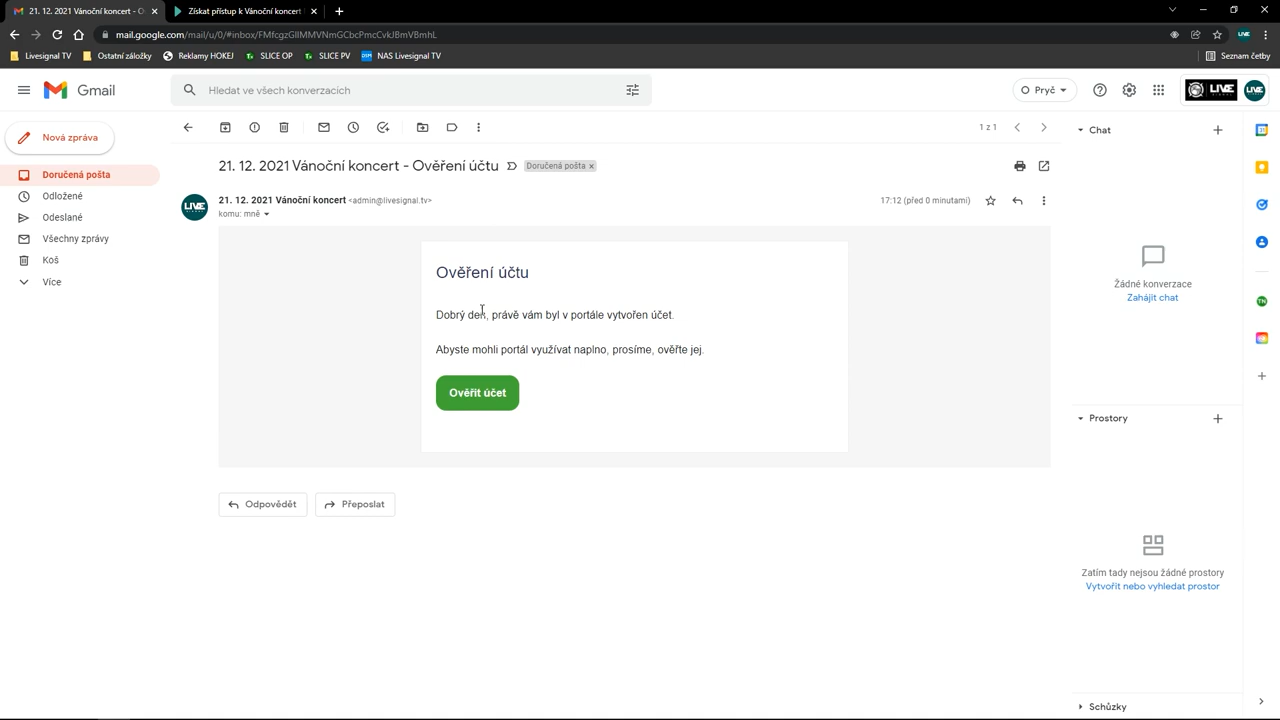 21. 12. 2021 Vánoční koncert - O
Získat přístup k Vánoční koncert
mail.google.com/mail/u/0/#inbox/FMfcgzGllMMVNmGCbcPmcCvkJBmVBmhL
LIVE
Livesignal TV
Ostatní záložky
Reklamy HOKEJ
SLICE OP
SLICE PV
NAS Livesignal TV
Seznam četby
Gmail
Hledat ve všech konverzacích
Pryč
LIVE
LIVE
Nová zpráva
1 z 1
Chat
Doručená pošta
Odložené
Odeslané
Všechny zprávy
Koš
Více
21. 12. 2021 Vánoční koncert - Ověření účtu
Doručená pošta x
LIVE
21. 12. 2021 Vánoční koncert <admin@livesignal.tv>
komu: mně
17:12 (před 0 minutami)
Ověření účtu
Dobrý den, právě vám byl v portále vytvořen účet.
Abyste mohli portál využívat naplno, prosíme, ověřte jej.
Ověřit účet
Odpovědět
Přeposlat
Žádné konverzace
Zahájit chat
Prostory
Zatím tady nejsou žádné prostory
Vytvořit nebo vyhledat prostor
Schůzky
TN